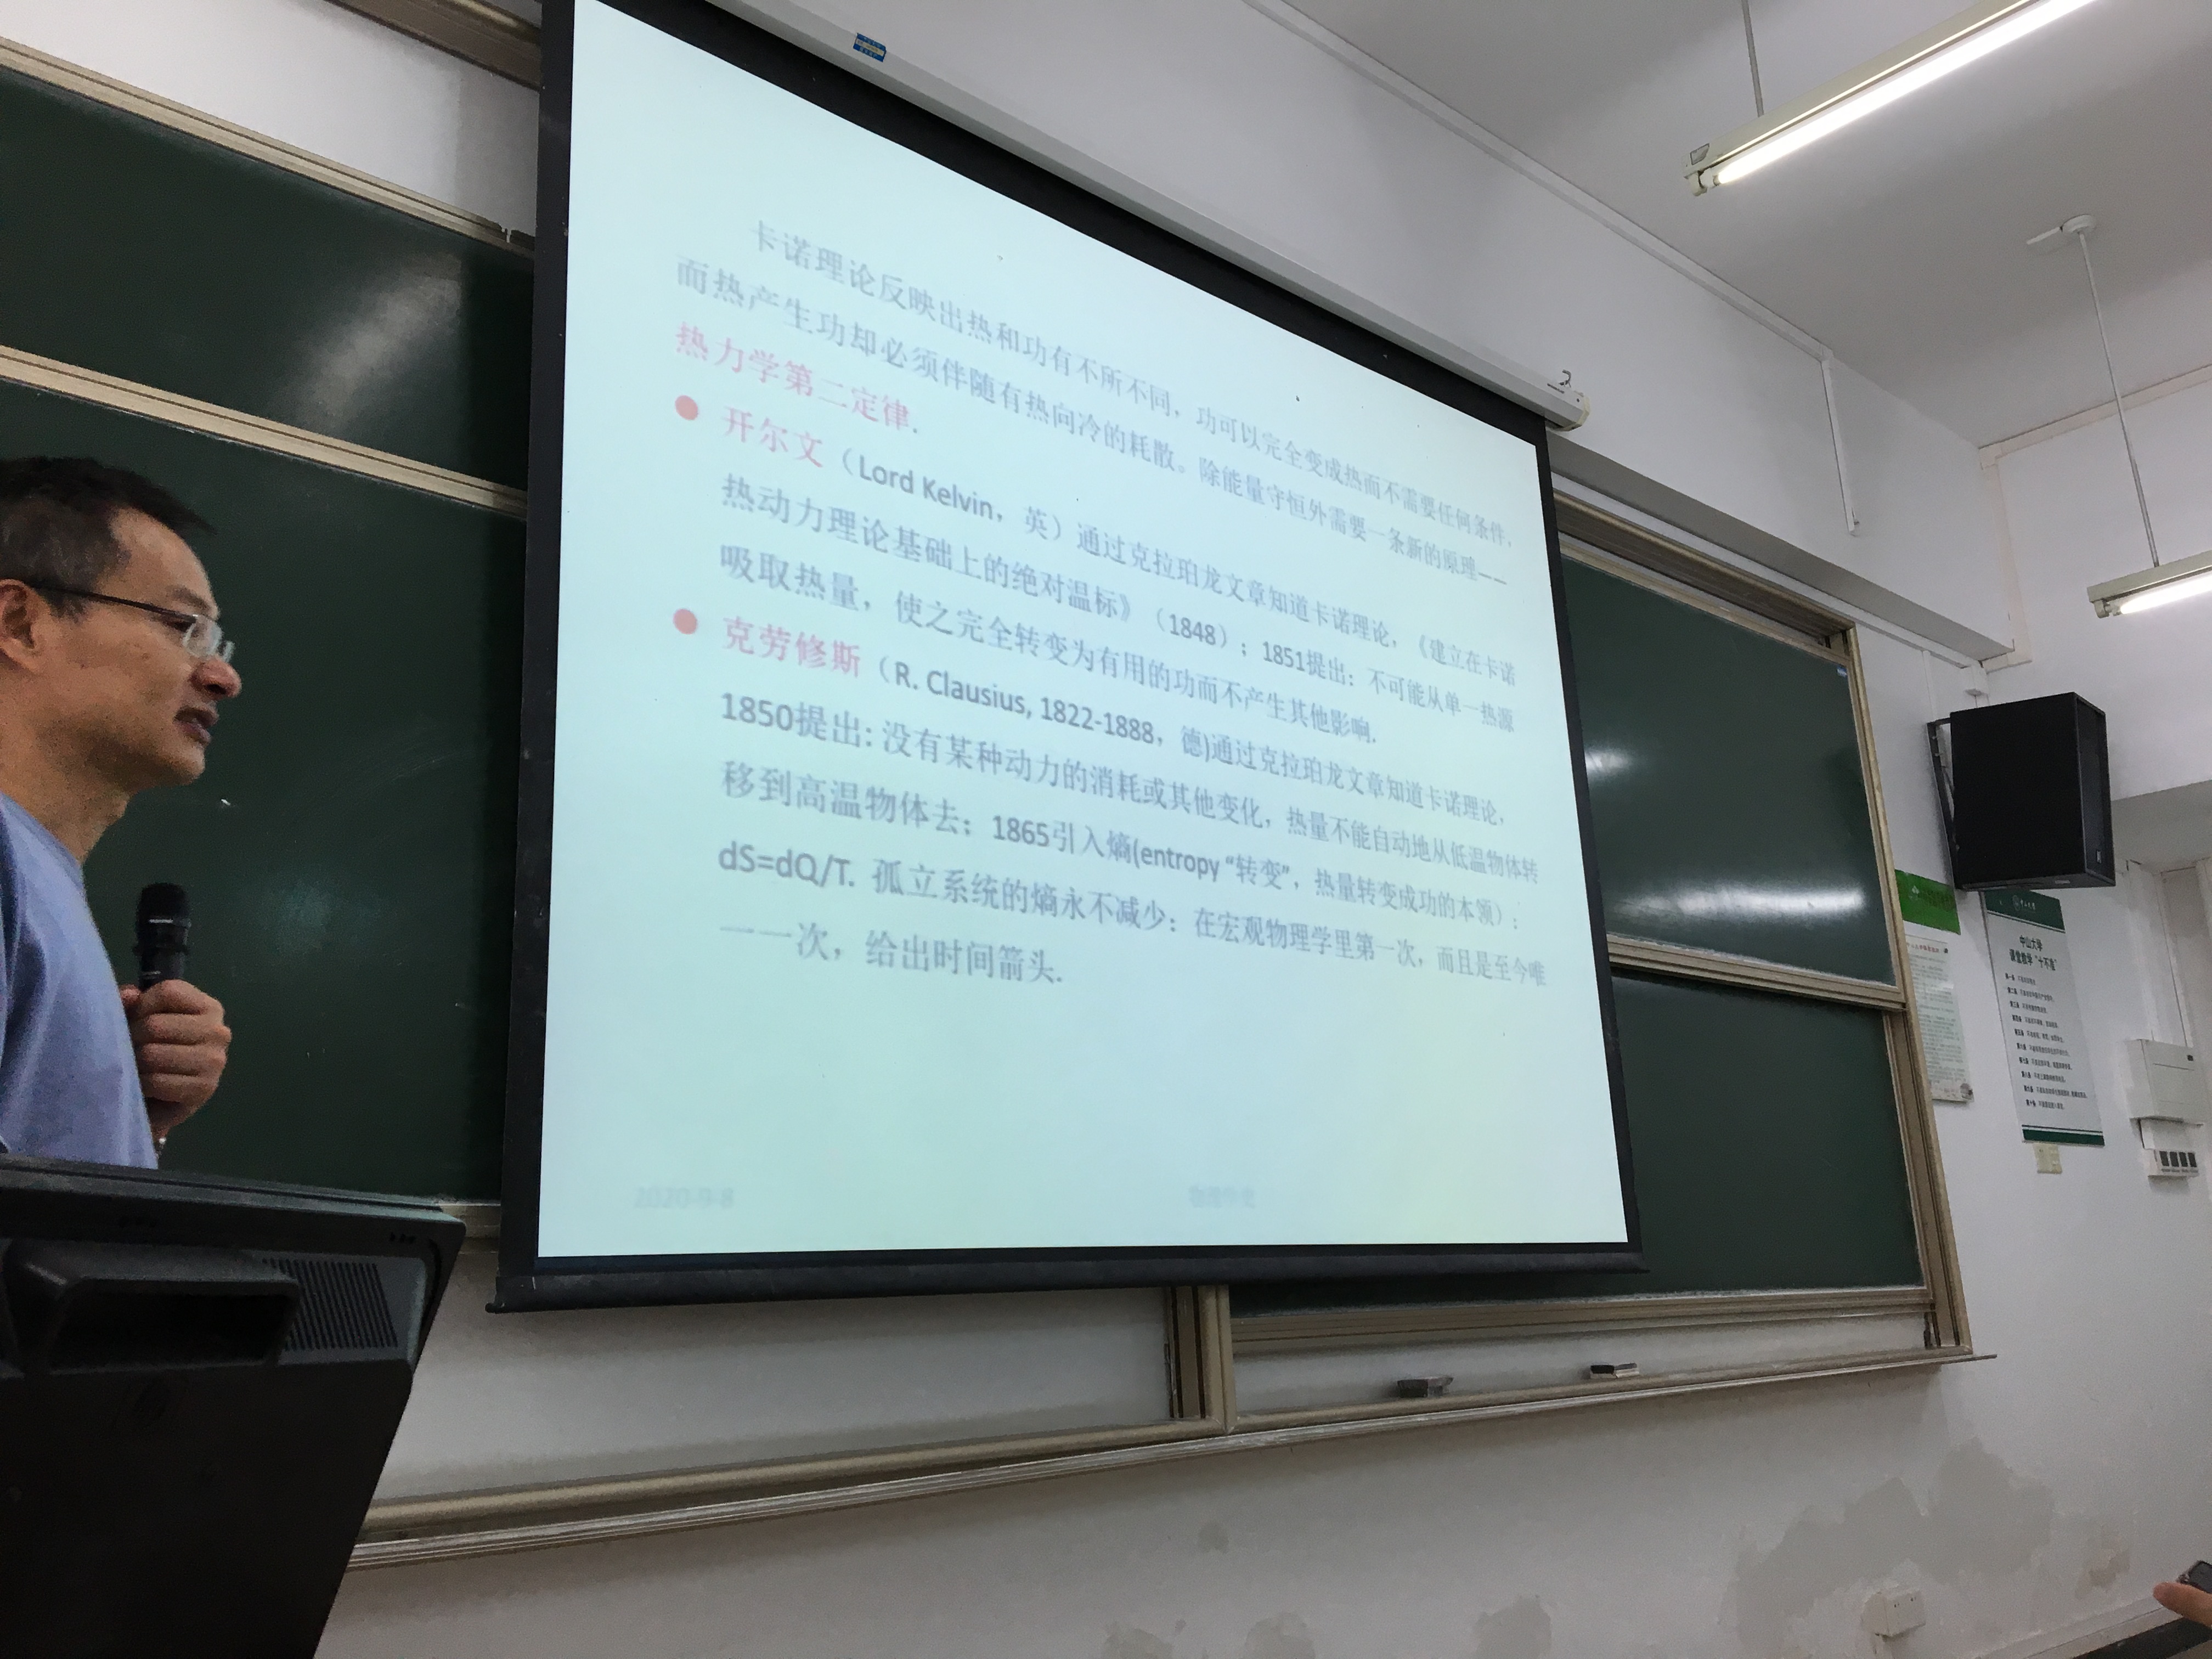 卡诺理论反映出热和功有不所不同，功可以完全变成热而不需要任何条件，
而热产生功却必须伴随有热向冷的耗散。除能量守恒外需要一条新的原理——
热力学第二定律.
开尔文（Lord Kelvin，英）通过克拉珀龙文章知道卡诺理论，《建立在卡诺
热动力理论基础上的绝对温标》（1848）；1851提出：不可能从单一热源
吸取热量，使之完全转变为有用的功而不产生其他影响.
克劳修斯（R. Clausius, 1822-1888，德)通过克拉珀龙文章知道卡诺理论，
1850提出: 没有某种动力的消耗或其他变化，热量不能自动地从低温物体转
移到高温物体去；1865引入熵(entropy “转变”，热量转变成功的本领）:
dS=dQ/T. 孤立系统的熵永不减少：在宏观物理学里第一次，而且是至今唯
一一次，给出时间箭头.
2020-9-8
物理学史
中山大学
课堂教学“十不准”